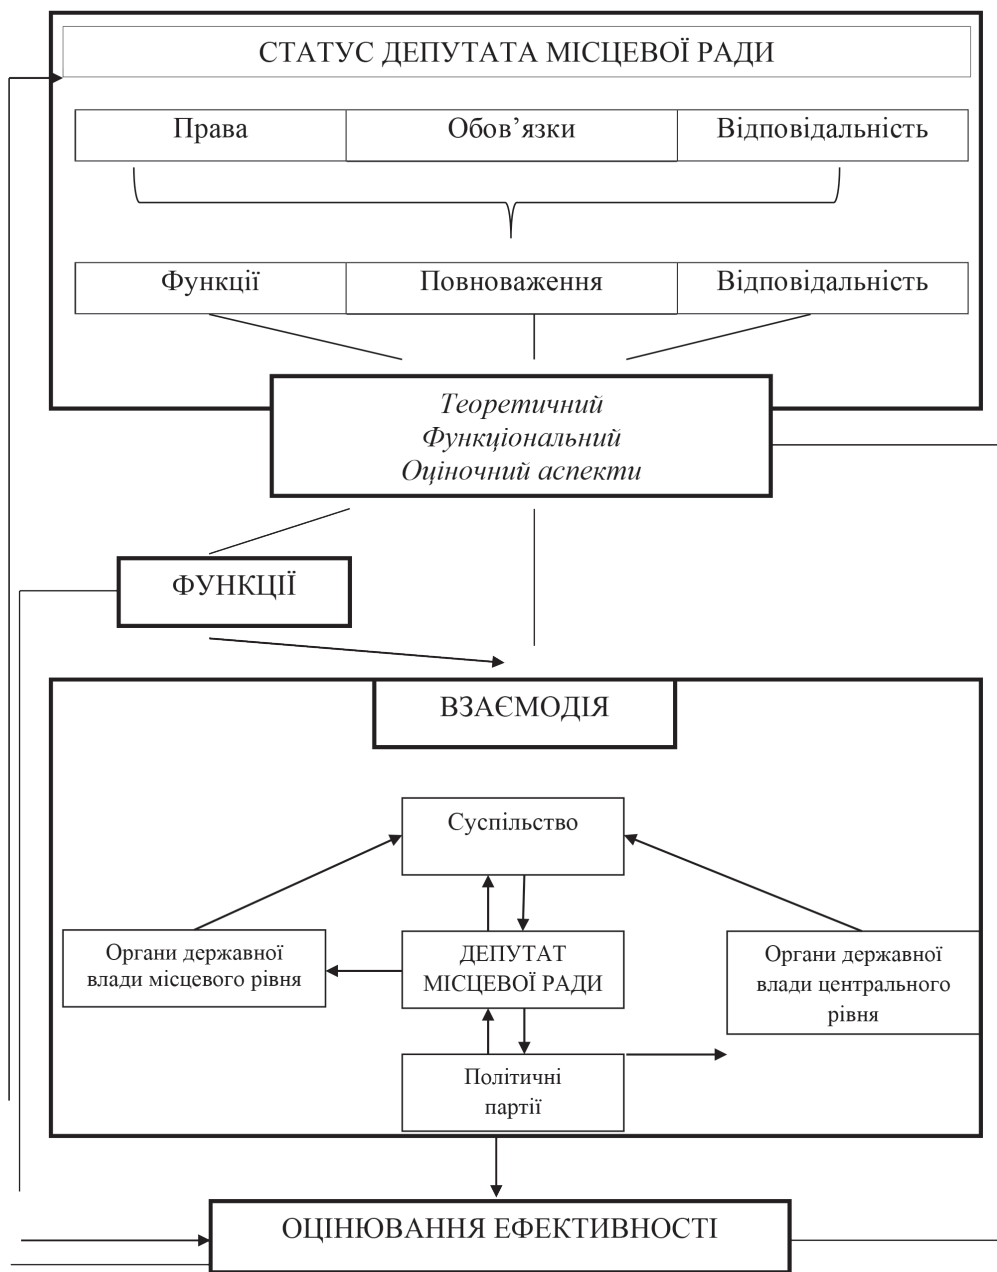 СТАТУС ДЕПУТАТА МІСЦЕВОЇ РАДИ
Права
Обов’язки
Відповідальність
Функції
Повноваження
Відповідальність
Теоретичний
Функціональний
Оціночний аспекти
ФУНКЦІЇ
ВЗАЄМОДІЯ
Суспільство
Органи державної
влади місцевого рівня
ДЕПУТАТ
МІСЦЕВОЇ РАДИ
Органи державної
влади центрального
рівня
Політичні
партії
ОЦІНЮВАННЯ ЕФЕКТИВНОСТІ